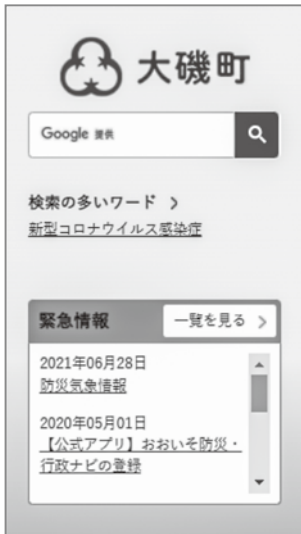 大磯町
Google 提供
検索の多いワード
新型コロナウイルス感染症
緊急情報
一覧を見る
2021年06月28日
防災気象情報
2020年05月01日
【公式アプリ】おおいそ防災・
行政ナビの登録